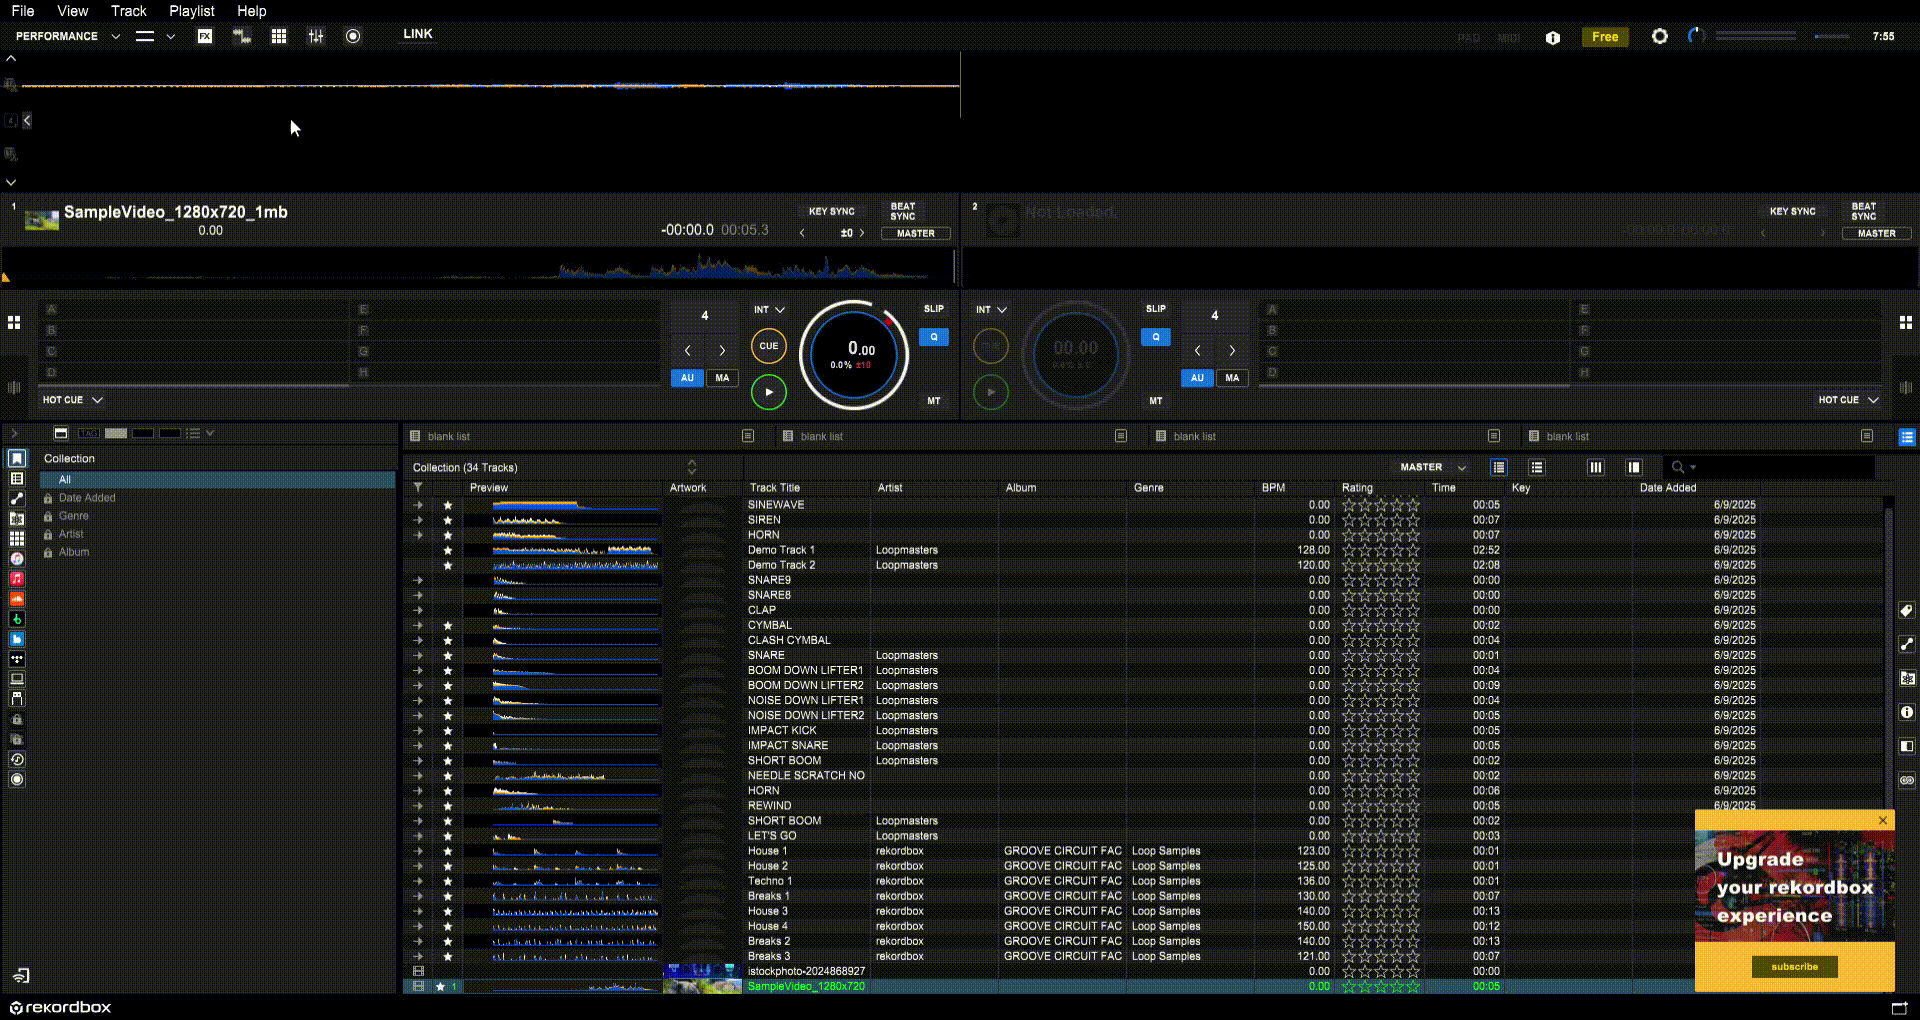 File View Track Playlist Help
PERFORMANCE FX LINK PAD MIDI Free 7:55
1 SampleVideo_1280x720_1mb KEY SYNC BEAT SYNC 2 Not Loaded. KEY SYNC BEAT SYNC
0.00 -00:00.0 00:05.3 ±0 MASTER MASTER
A E 4 INT SLIP INT SLIP 4 A E
B F CUE Q Q B F
C G 0.00 00.00 C G
D H AU MA 0.0% ±10 AU MA D H
HOT CUE MT MT HOT CUE
TAG blank list blank list blank list blank list
Collection
Collection (34 Tracks) MASTER
All
Date Added
Genre
Artist
Album
Preview Artwork Track Title Artist Album Genre BPM Rating Time Key Date Added
SINEWAVE 0.00 00:05 6/9/2025
SIREN 0.00 00:07 6/9/2025
HORN 0.00 00:07 6/9/2025
Demo Track 1 Loopmasters 128.00 02:52 6/9/2025
Demo Track 2 Loopmasters 120.00 02:08 6/9/2025
SNARE9 0.00 00:00 6/9/2025
SNARE8 0.00 00:00 6/9/2025
CLAP 0.00 00:00 6/9/2025
CYMBAL 0.00 00:02 6/9/2025
CLASH CYMBAL 0.00 00:04 6/9/2025
SNARE Loopmasters 0.00 00:01 6/9/2025
BOOM DOWN LIFTER1 Loopmasters 0.00 00:04 6/9/2025
BOOM DOWN LIFTER2 Loopmasters 0.00 00:09 6/9/2025
NOISE DOWN LIFTER1 Loopmasters 0.00 00:04 6/9/2025
NOISE DOWN LIFTER2 Loopmasters 0.00 00:05 6/9/2025
IMPACT KICK Loopmasters 0.00 00:05 6/9/2025
IMPACT SNARE Loopmasters 0.00 00:05 6/9/2025
SHORT BOOM Loopmasters 0.00 00:02 6/9/2025
NEEDLE SCRATCH NO 0.00 00:02 6/9/2025
HORN 0.00 00:06 6/9/2025
REWIND 0.00 00:05 6/9/2025
SHORT BOOM Loopmasters 0.00 00:02
LET'S GO Loopmasters 0.00 00:03
House 1 rekordbox GROOVE CIRCUIT FAC Loop Samples 123.00 00:01
House 2 rekordbox GROOVE CIRCUIT FAC Loop Samples 125.00 00:01
Techno 1 rekordbox GROOVE CIRCUIT FAC Loop Samples 136.00 00:01
Breaks 1 rekordbox GROOVE CIRCUIT FAC Loop Samples 130.00 00:07
House 3 rekordbox GROOVE CIRCUIT FAC Loop Samples 140.00 00:13
House 4 rekordbox GROOVE CIRCUIT FAC Loop Samples 150.00 00:12
Breaks 2 rekordbox GROOVE CIRCUIT FAC Loop Samples 140.00 00:13
Breaks 3 rekordbox GROOVE CIRCUIT FAC Loop Samples 121.00 00:07
istockphoto-2024868927 0.00 00:00
1 SampleVideo_1280x720 0.00 00:05
Upgrade
your rekordbox
experience
subscribe
rekordbox